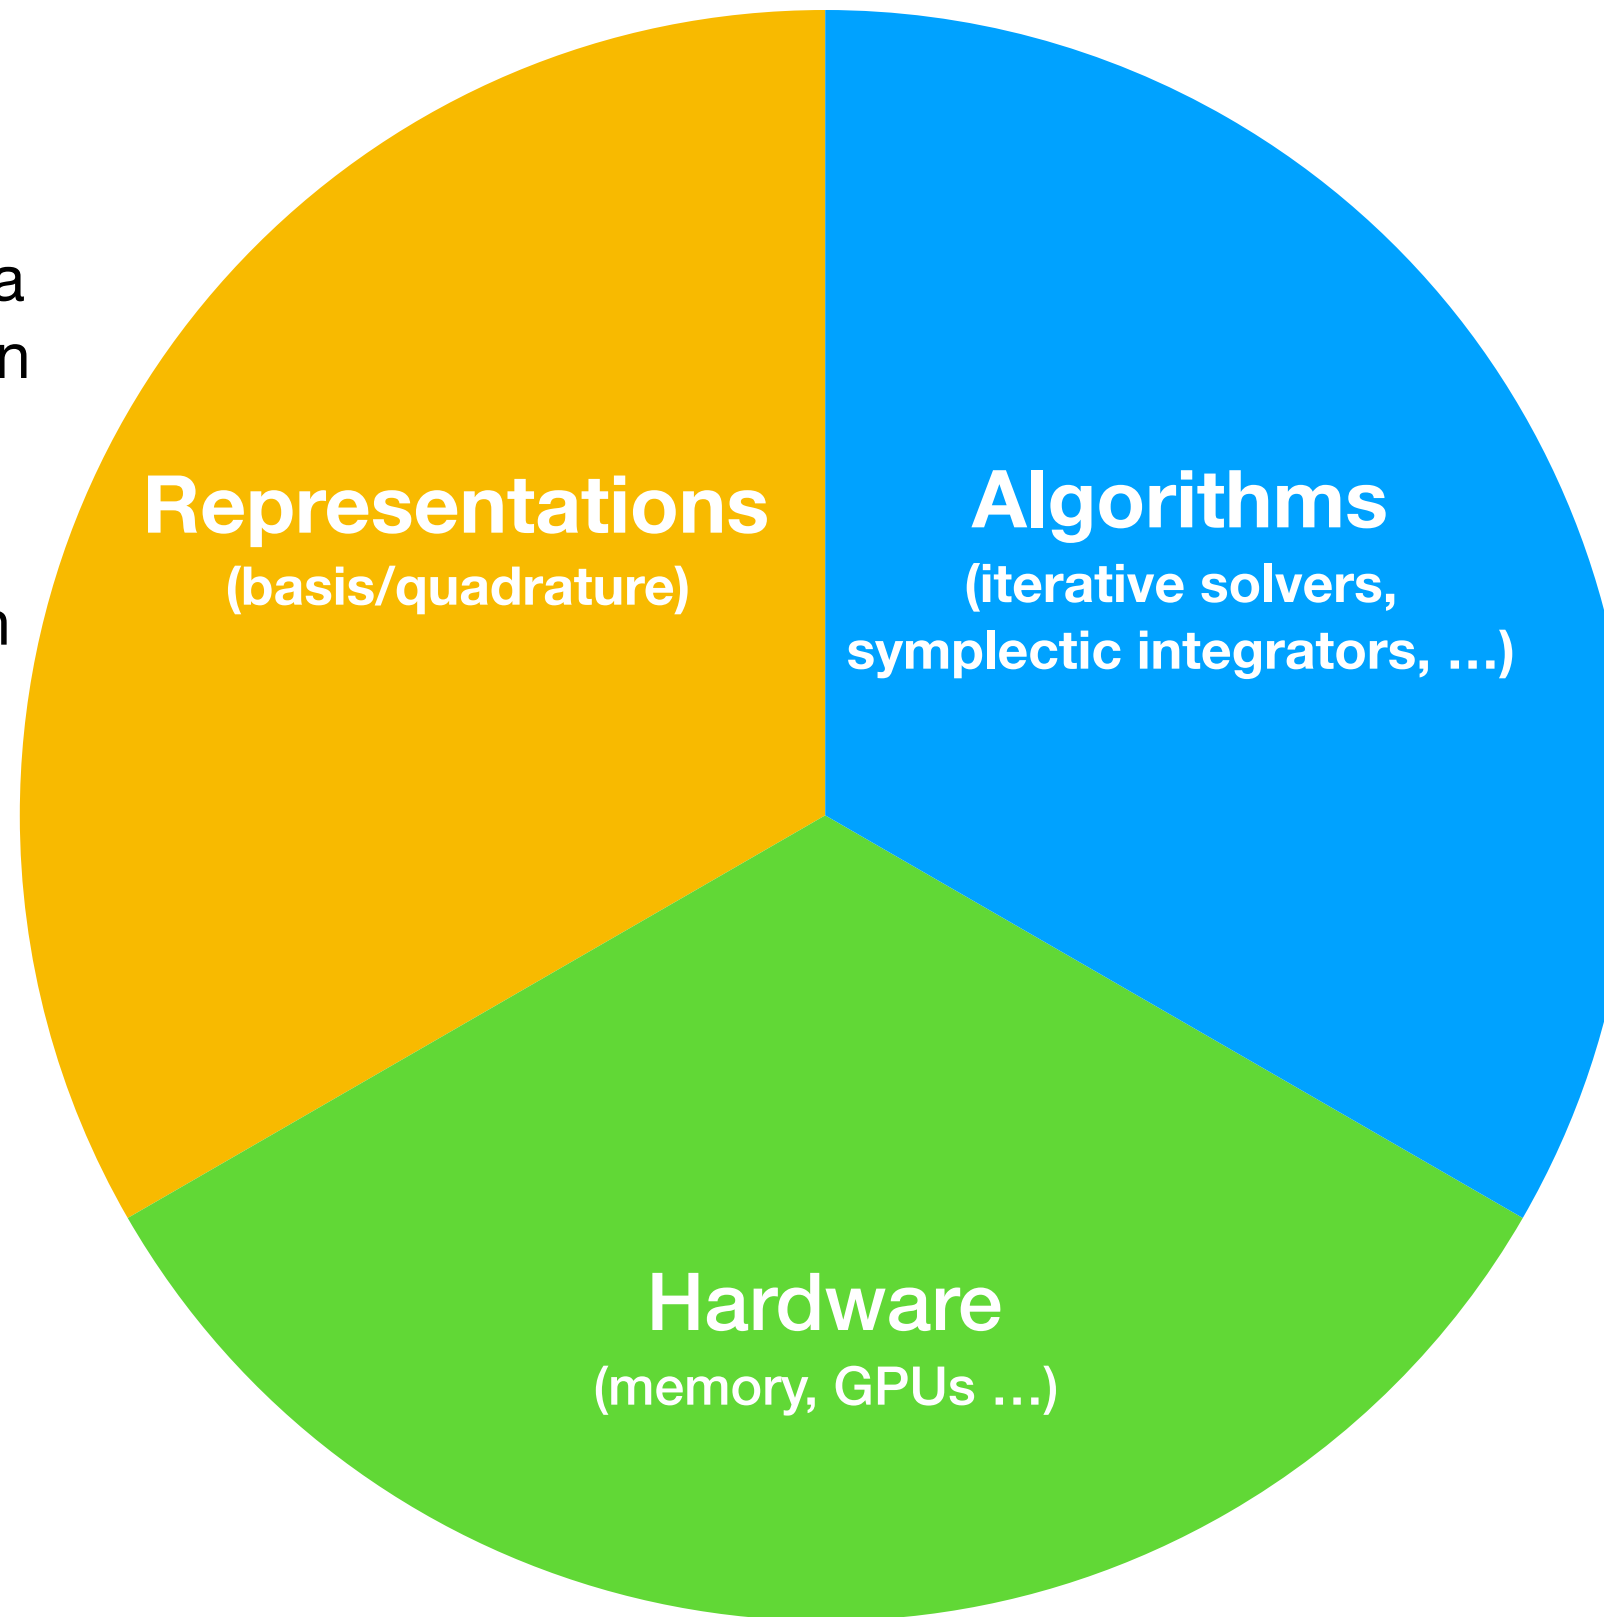 a
n
n
Representations
(basis/quadrature)
Algorithms
(iterative solvers,
symplectic integrators, …)
Hardware
(memory, GPUs …)